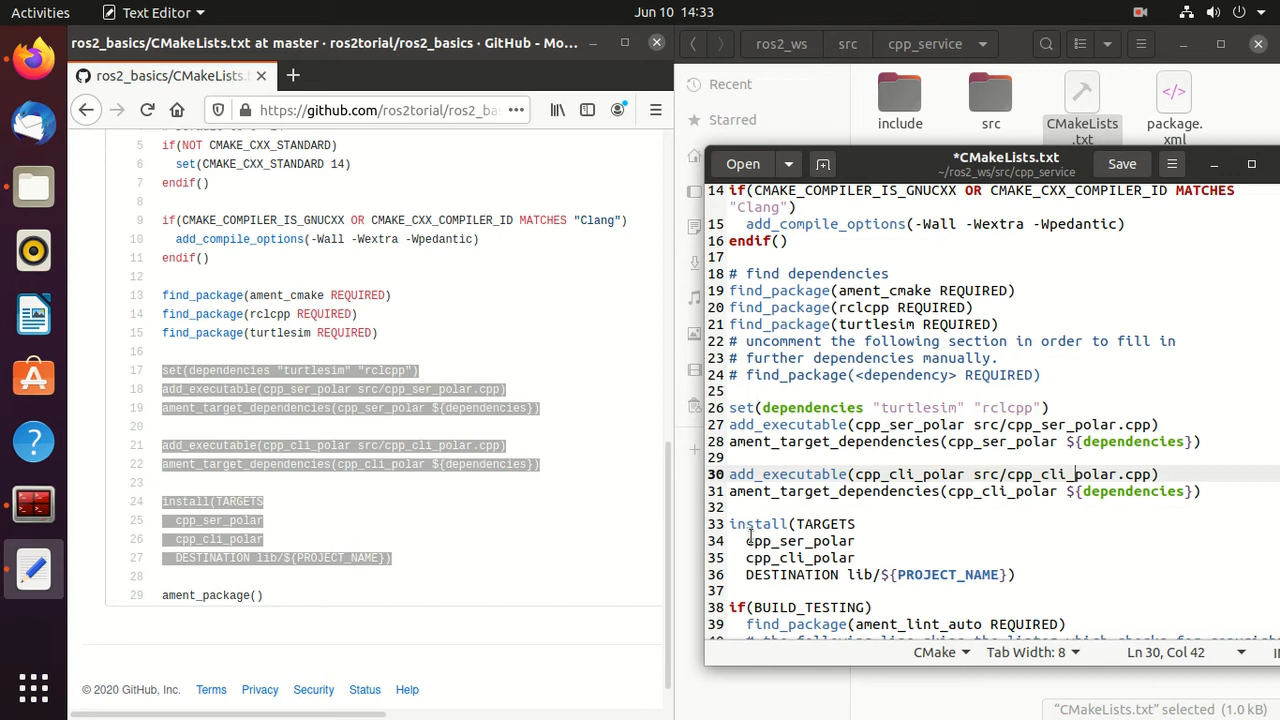 Activities
Text Editor
Jun 10 14:33
ros2_basics/CMakeLists.txt at master · ros2torial/ros2_basics · GitHub - Mo...
ros2_basics/CMakeLists.
https://github.com/ros2torial/ros2_bas
5 if(NOT CMAKE_CXX_STANDARD)
6 set(CMAKE_CXX_STANDARD 14)
7 endif()
8
9 if(CMAKE_COMPILER_IS_GNUCXX OR CMAKE_CXX_COMPILER_ID MATCHES "Clang")
10 add_compile_options(-Wall -Wextra -Wpedantic)
11 endif()
12
13 find_package(ament_cmake REQUIRED)
14 find_package(rclcpp REQUIRED)
15 find_package(turtlesim REQUIRED)
16
17 set(dependencies "turtlesim" "rclcpp")
18 add_executable(cpp_ser_polar src/cpp_ser_polar.cpp)
19 ament_target_dependencies(cpp_ser_polar ${dependencies})
20
21 add_executable(cpp_cli_polar src/cpp_cli_polar.cpp)
22 ament_target_dependencies(cpp_cli_polar ${dependencies})
23
24 install(TARGETS
25 cpp_ser_polar
26 cpp_cli_polar
27 DESTINATION lib/${PROJECT_NAME})
28
29 ament_package()
© 2020 GitHub, Inc. Terms Privacy Security Status Help
ros2_ws src cpp_service
Recent
Starred
include
src
CMakeLists
.txt
package.
xml
Open
*CMakeLists.txt
~/ros2_ws/src/cpp_service
Save
14 if(CMAKE_COMPILER_IS_GNUCXX OR CMAKE_CXX_COMPILER_ID MATCHES
"Clang")
15 add_compile_options(-Wall -Wextra -Wpedantic)
16 endif()
17
18 # find dependencies
19 find_package(ament_cmake REQUIRED)
20 find_package(rclcpp REQUIRED)
21 find_package(turtlesim REQUIRED)
22 # uncomment the following section in order to fill in
23 # further dependencies manually.
24 # find_package(<dependency> REQUIRED)
25
26 set(dependencies "turtlesim" "rclcpp")
27 add_executable(cpp_ser_polar src/cpp_ser_polar.cpp)
28 ament_target_dependencies(cpp_ser_polar ${dependencies})
29
30 add_executable(cpp_cli_polar src/cpp_cli_polar.cpp)
31 ament_target_dependencies(cpp_cli_polar ${dependencies})
32
33 install(TARGETS
34 cpp_ser_polar
35 cpp_cli_polar
36 DESTINATION lib/${PROJECT_NAME})
37
38 if(BUILD_TESTING)
39 find_package(ament_lint_auto REQUIRED)
CMake Tab Width: 8 Ln 30, Col 42
"CMakeLists.txt" selected (1.0 kB)